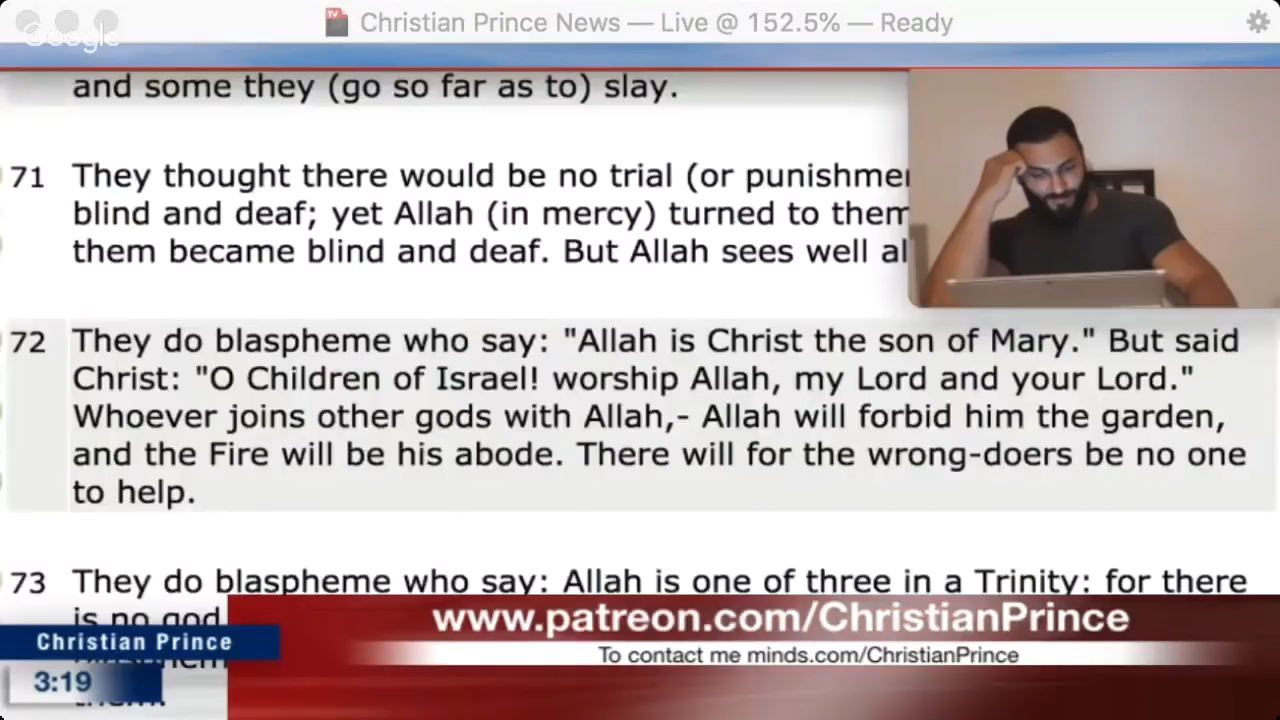 Christian Prince News — Live @ 152.5% — Ready
Google
and some they (go so far as to) slay.
71 They thought there would be no trial (or
blind and deaf; yet Allah (in mercy) turned to them
them became blind and deaf. But Allah sees well
72 They do blaspheme who say: "Allah is Christ the son of Mary." But said
Christ: "O Children of Israel! worship Allah, my Lord and your Lord."
Whoever joins other gods with Allah,- Allah will forbid him the garden,
and the Fire will be his abode. There will for the wrong-doers be no one
to help.
73 They do blaspheme who say: Allah is one of three in a Trinity: for there
is no god
www.patreon.com/ChristianPrince
Christian Prince
To contact me minds.com/ChristianPrince
3:19